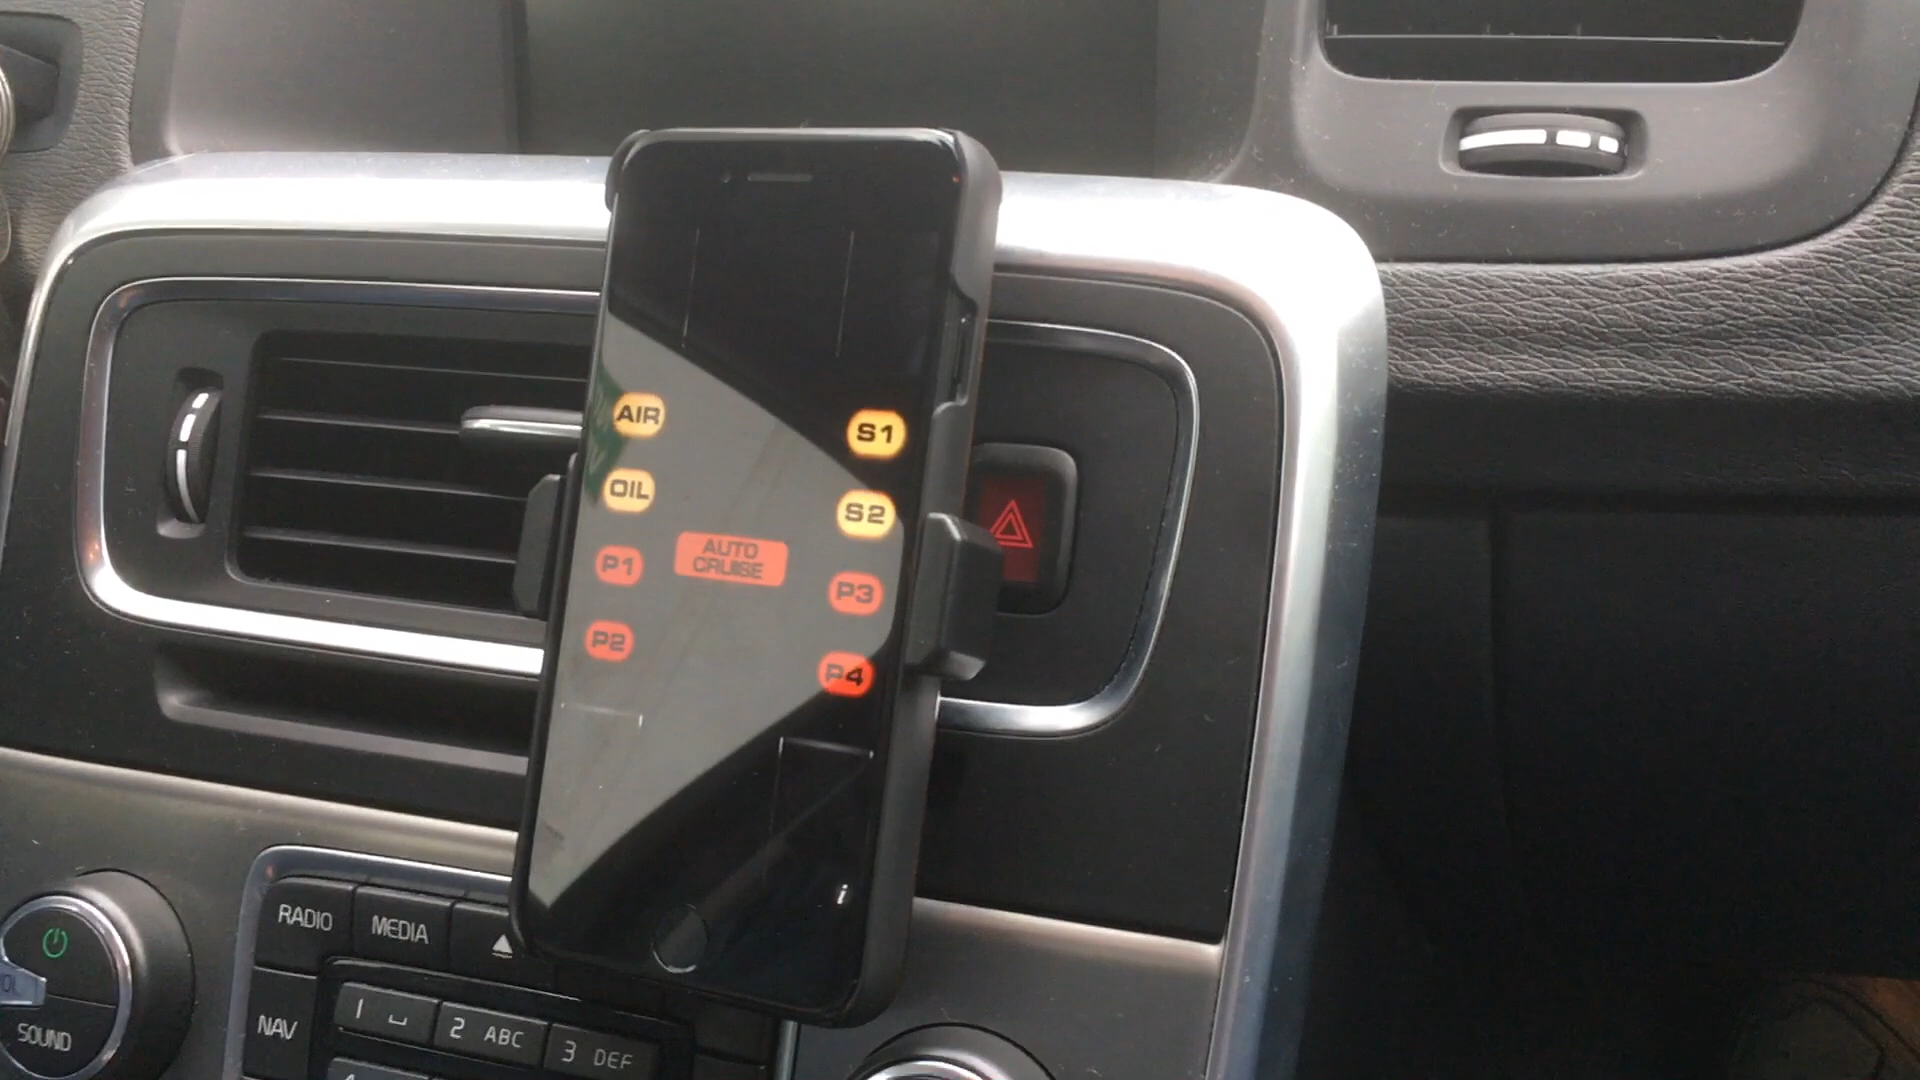 AIR
S1
OIL
S2
AUTO
CRUISE
P1
P3
P2
P4
i
RADIO
MEDIA
NAV
1
2 ABC
3 DEF
SOUND